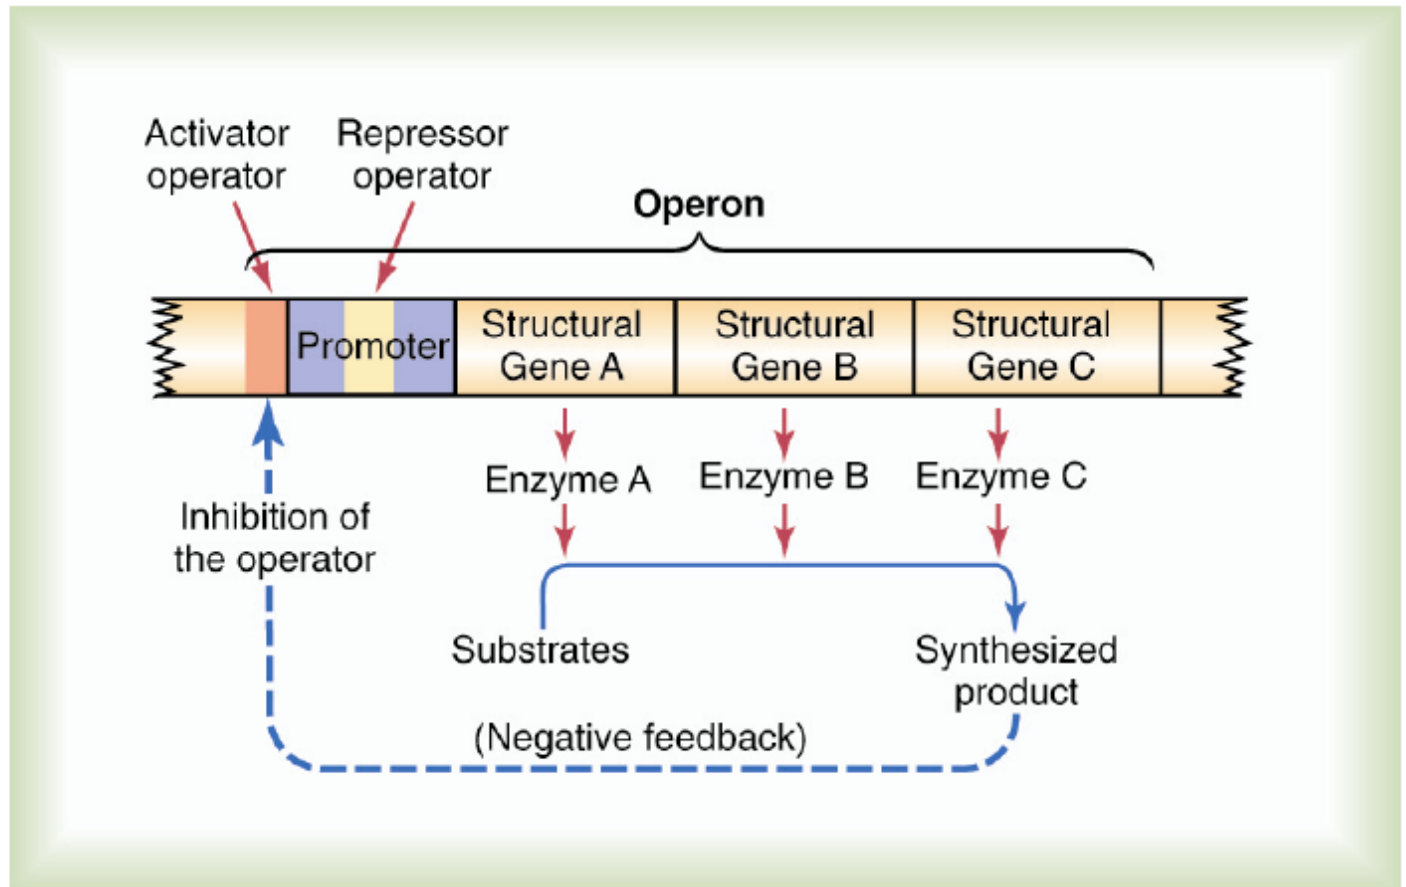 Activator
operator
Repressor
operator
Operon
Promoter
Structural
Gene A
Structural
Gene B
Structural
Gene C
Enzyme A
Enzyme B
Enzyme C
Inhibition of
the operator
Substrates
Synthesized
product
(Negative feedback)